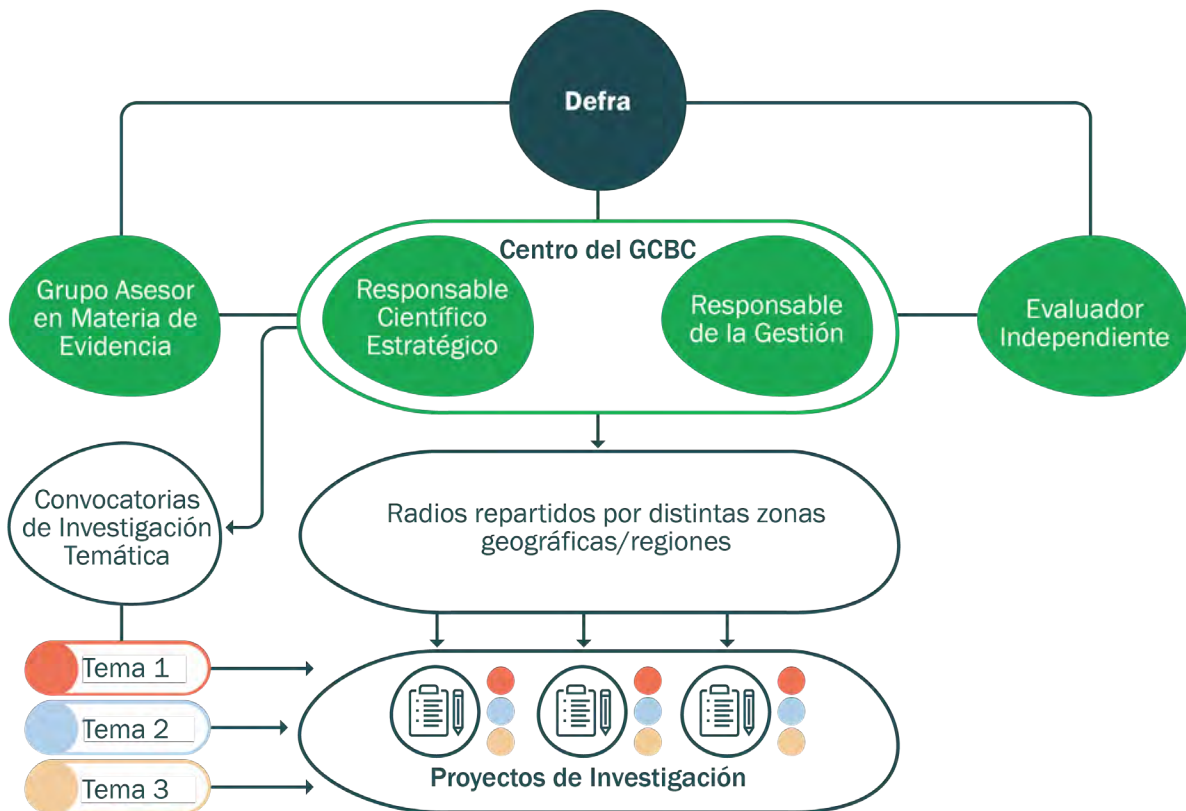 Defra
Centro del GCBC
Grupo Asesor
en Materia de
Evidencia
Responsable
Científico
Estratégico
Responsable
de la Gestión
Evaluador
Independiente
Convocatorias
de Investigación
Temática
Radios repartidos por distintas zonas
geográficas/regiones
Tema 1
Tema 2
Tema 3
Proyectos de Investigación